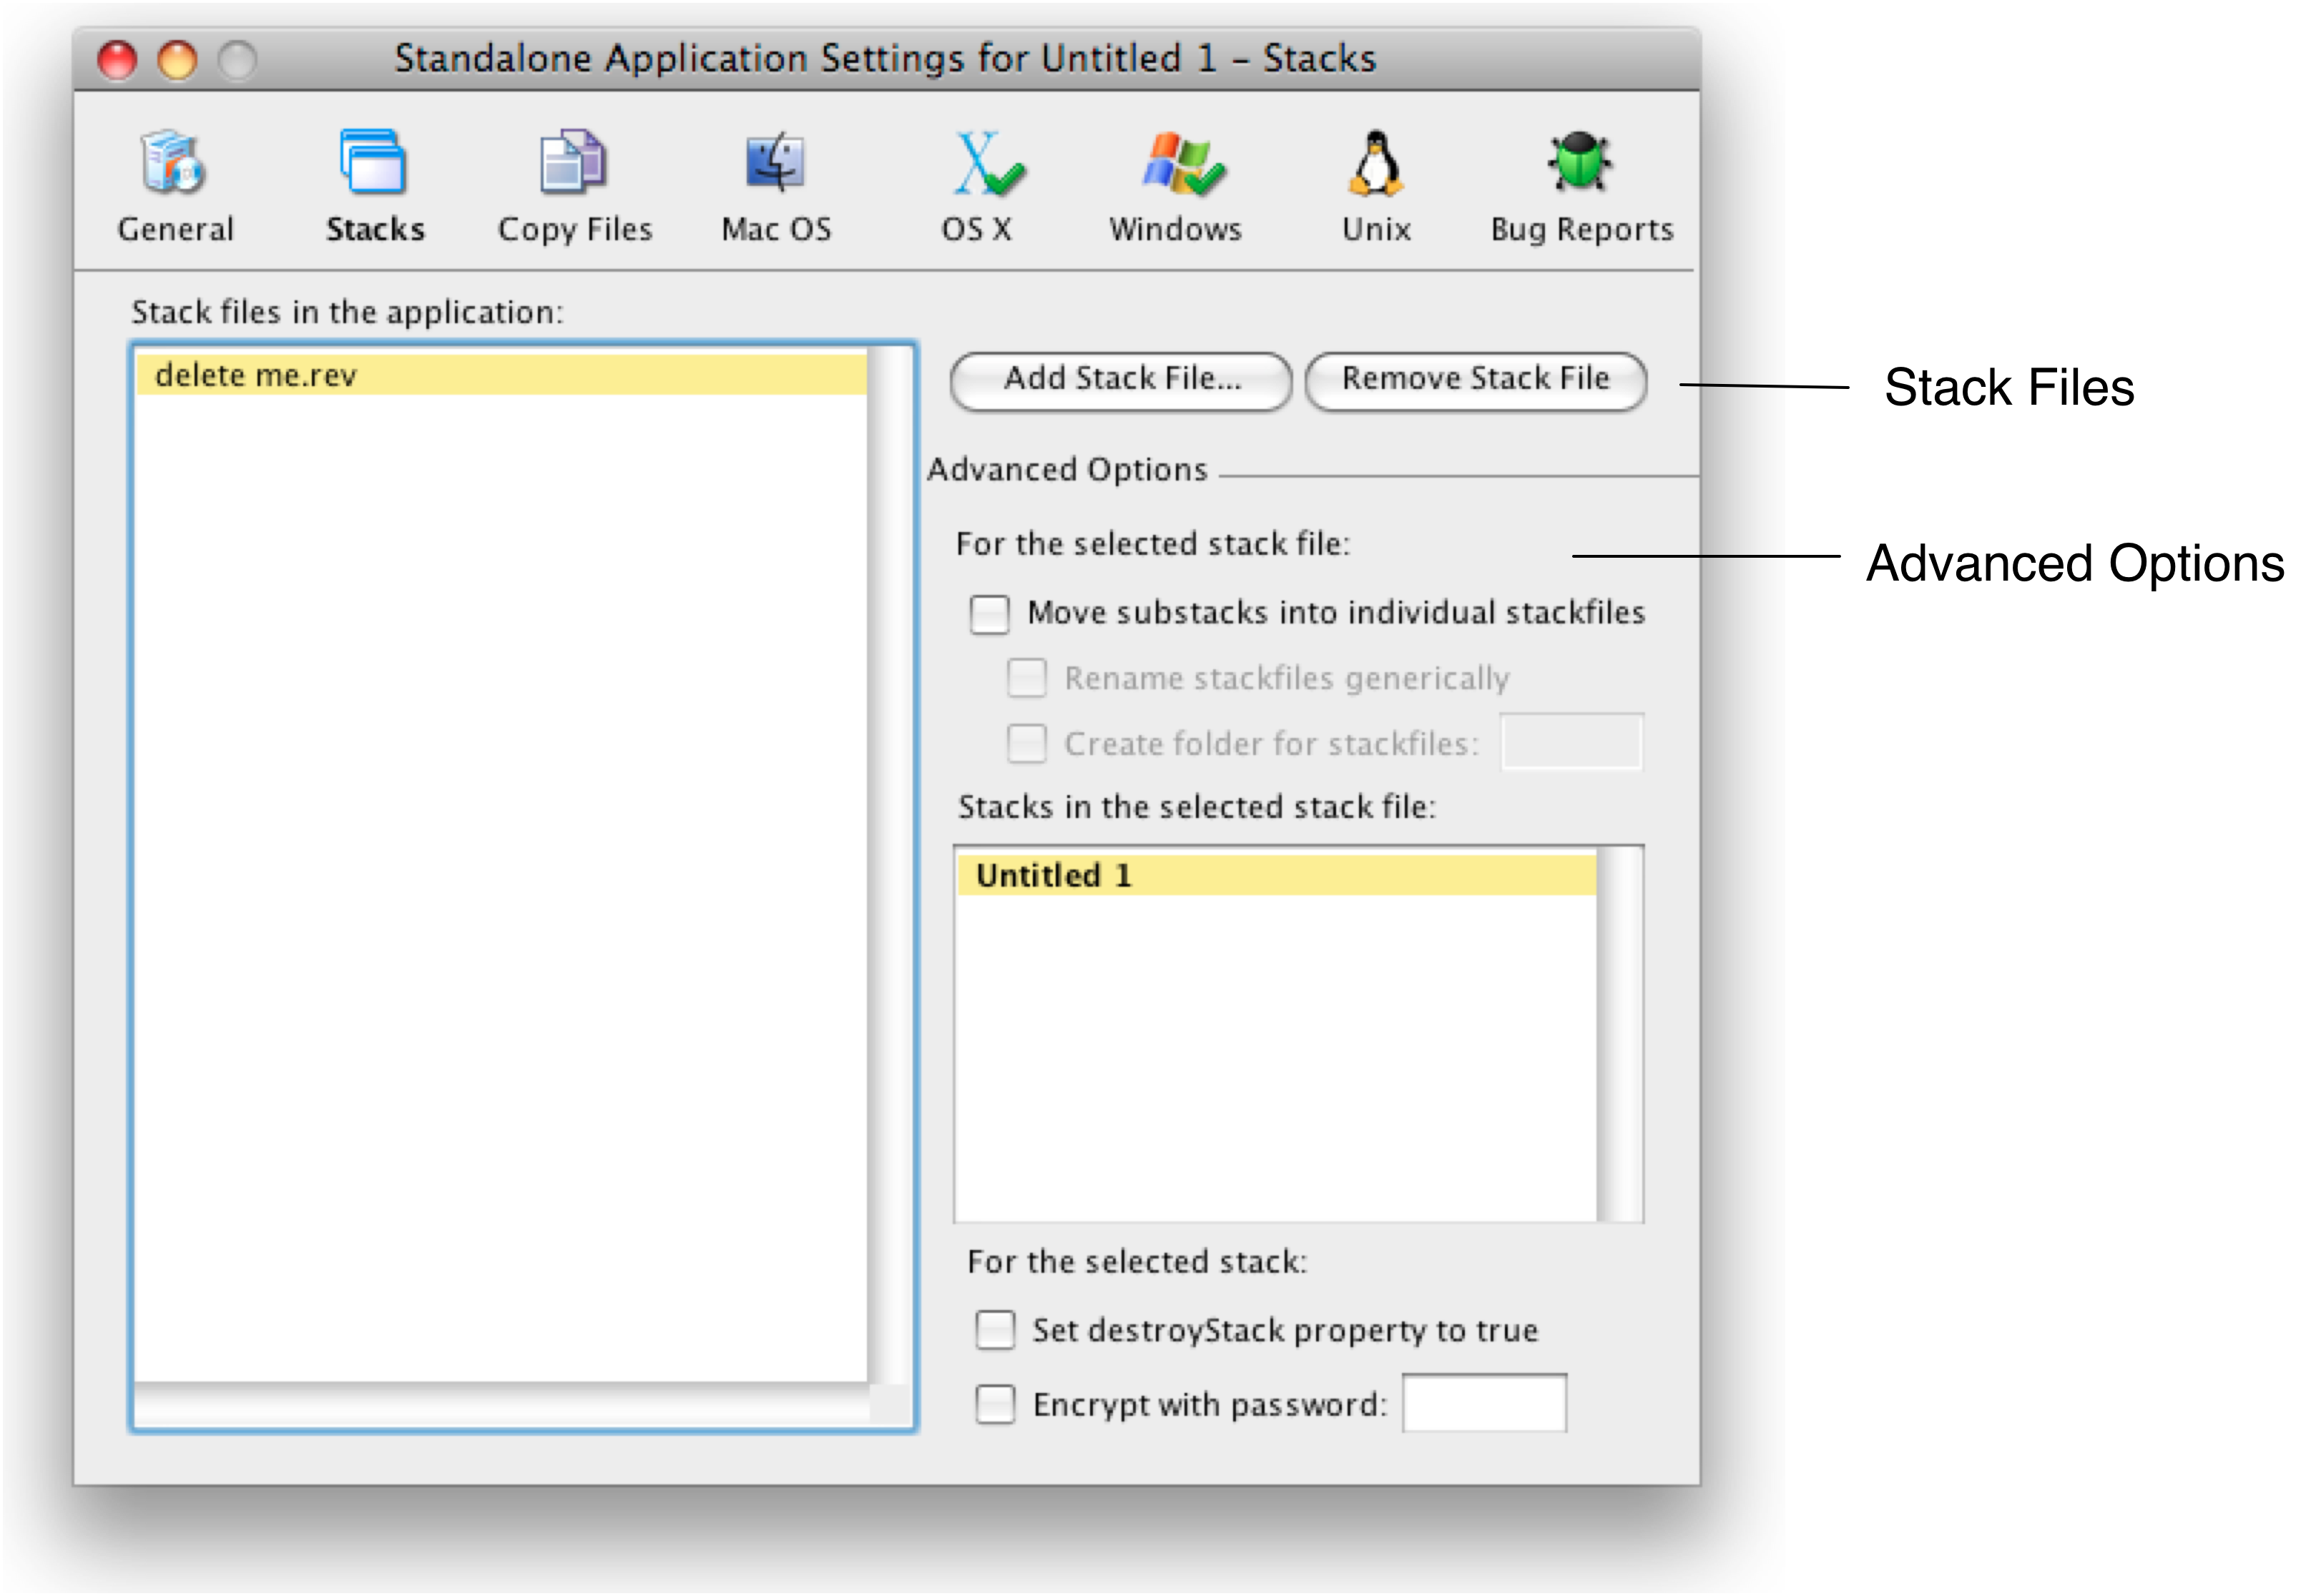 Standalone Application Settings for Untitled 1 – Stacks
General Stacks Copy Files Mac OS OS X Windows Unix Bug Reports
Stack files in the application:
delete me.rev
Add Stack File... Remove Stack File
Stack Files
Advanced Options
For the selected stack file:
Advanced Options
Move substacks into individual stackfiles
Rename stackfiles generically
Create folder for stackfiles:
Stacks in the selected stack file:
Untitled 1
For the selected stack:
Set destroyStack property to true
Encrypt with password: